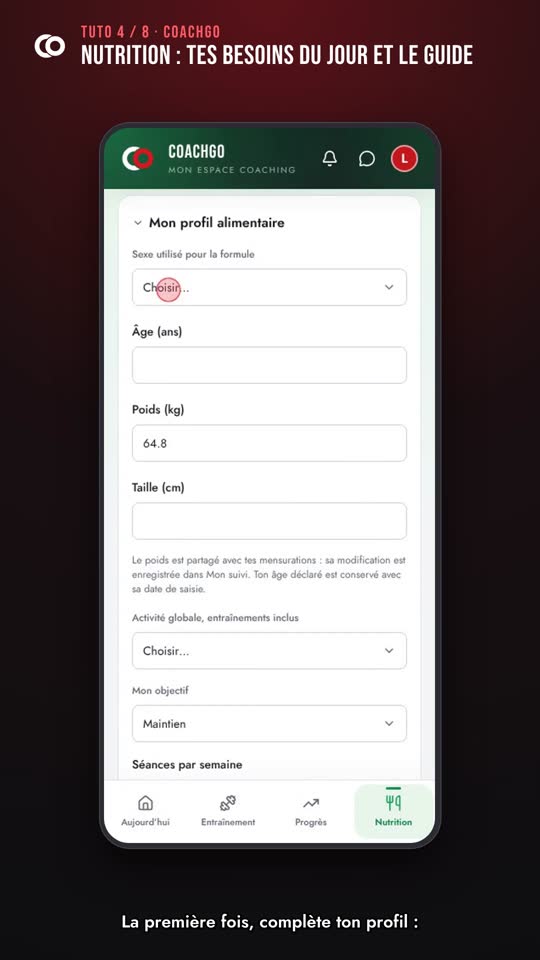 TUTO 4 / 8 · COACHGO
NUTRITION : TES BESOINS DU JOUR ET LE GUIDE
COACHGO
MON ESPACE COACHING
L
Mon profil alimentaire
Sexe utilisé pour la formule
Choisir...
Âge (ans)
Poids (kg)
64.8
Taille (cm)
Le poids est partagé avec tes mensurations : sa modification est
enregistrée dans Mon suivi. Ton âge déclaré est conservé avec
sa date de saisie.
Activité globale, entraînements inclus
Choisir...
Mon objectif
Maintien
Séances par semaine
Aujourd'hui
Entraînement
Progrès
Nutrition
La première fois, complète ton profil :